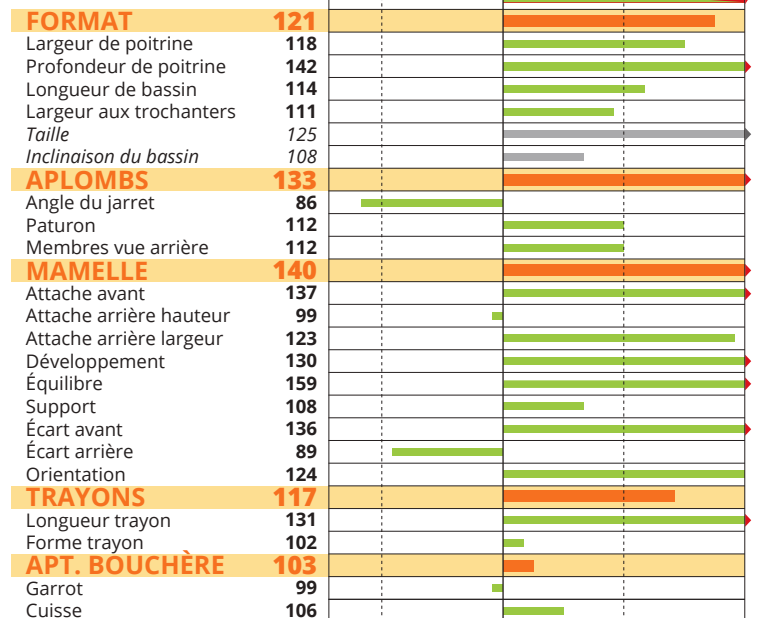 FORMAT 121
Largeur de poitrine 118
Profondeur de poitrine 142
Longueur de bassin 114
Largeur aux trochanters 111
Taille 125
Inclinaison du bassin 108
APLOMBS 133
Angle du jarret 86
Paturon 112
Membres vue arrière 112
MAMELLE 140
Attache avant 137
Attache arrière hauteur 99
Attache arrière largeur 123
Développement 130
Équilibre 159
Support 108
Écart avant 136
Écart arrière 89
Orientation 124
TRAYONS 117
Longueur trayon 131
Forme trayon 102
APT. BOUCHÈRE 103
Garrot 99
Cuisse 106